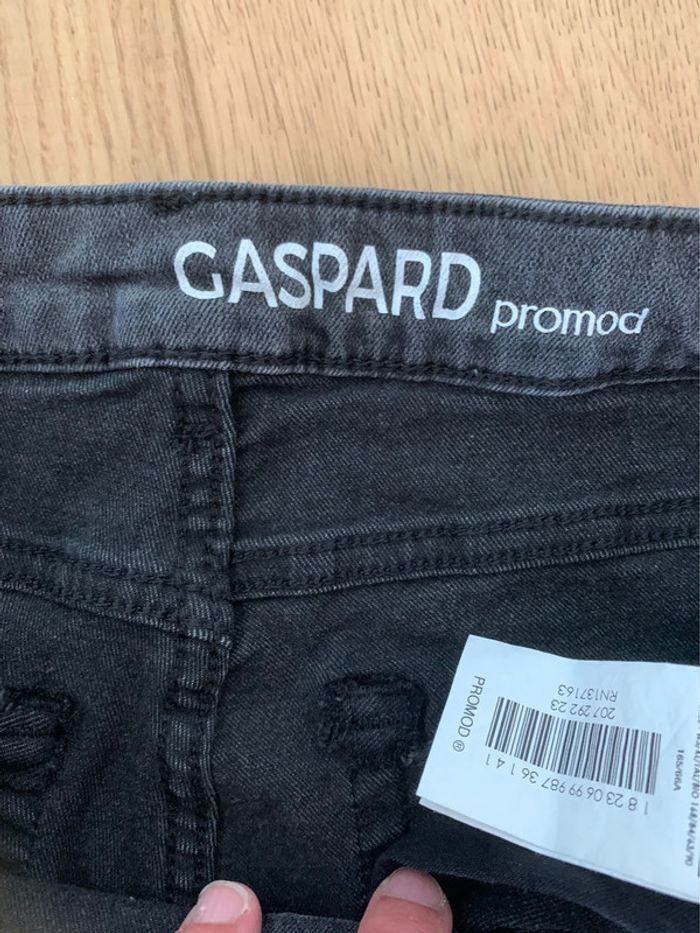 GASPARD promod
PROMOD ®
RN137163
207 292 23
1 8 23 06 99 987 36 1 4 1
165/66A